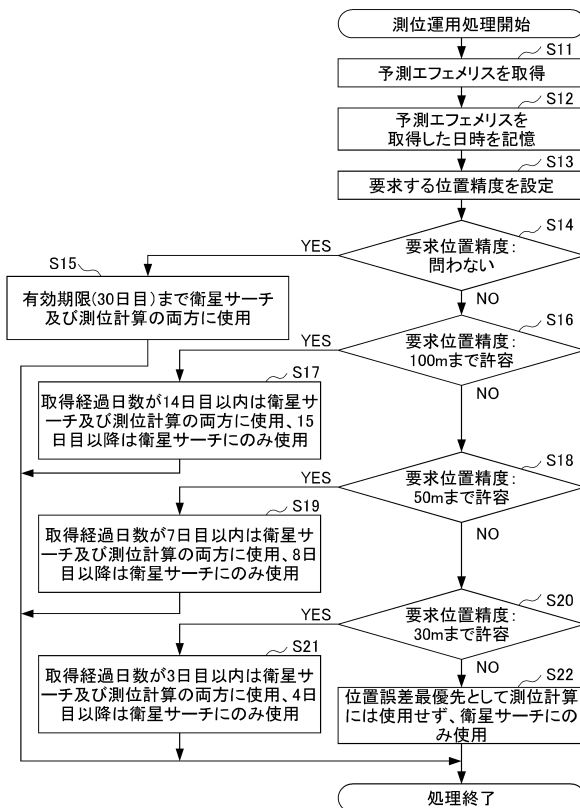 測位運用処理開始
S11
予測エフェメリスを取得
S12
予測エフェメリスを
取得した日時を記憶
S13
要求する位置精度を設定
S14
要求位置精度:
問わない
YES
NO
S15
有効期限(30日目)まで衛星サーチ
及び測位計算の両方に使用
S16
要求位置精度:
100mまで許容
YES
NO
S17
取得経過日数が14日目以内は衛星サ
ーチ及び測位計算の両方に使用、15
日目以降は衛星サーチにのみ使用
S18
要求位置精度:
50mまで許容
YES
NO
S19
取得経過日数が7日目以内は衛星サ
ーチ及び測位計算の両方に使用、8日
目以降は衛星サーチにのみ使用
S20
要求位置精度:
30mまで許容
YES
NO
S21
取得経過日数が3日目以内は衛星サ
ーチ及び測位計算の両方に使用、4日
目以降は衛星サーチにのみ使用
S22
位置誤差最優先として測位計算
には使用せず、衛星サーチにの
み使用
処理終了